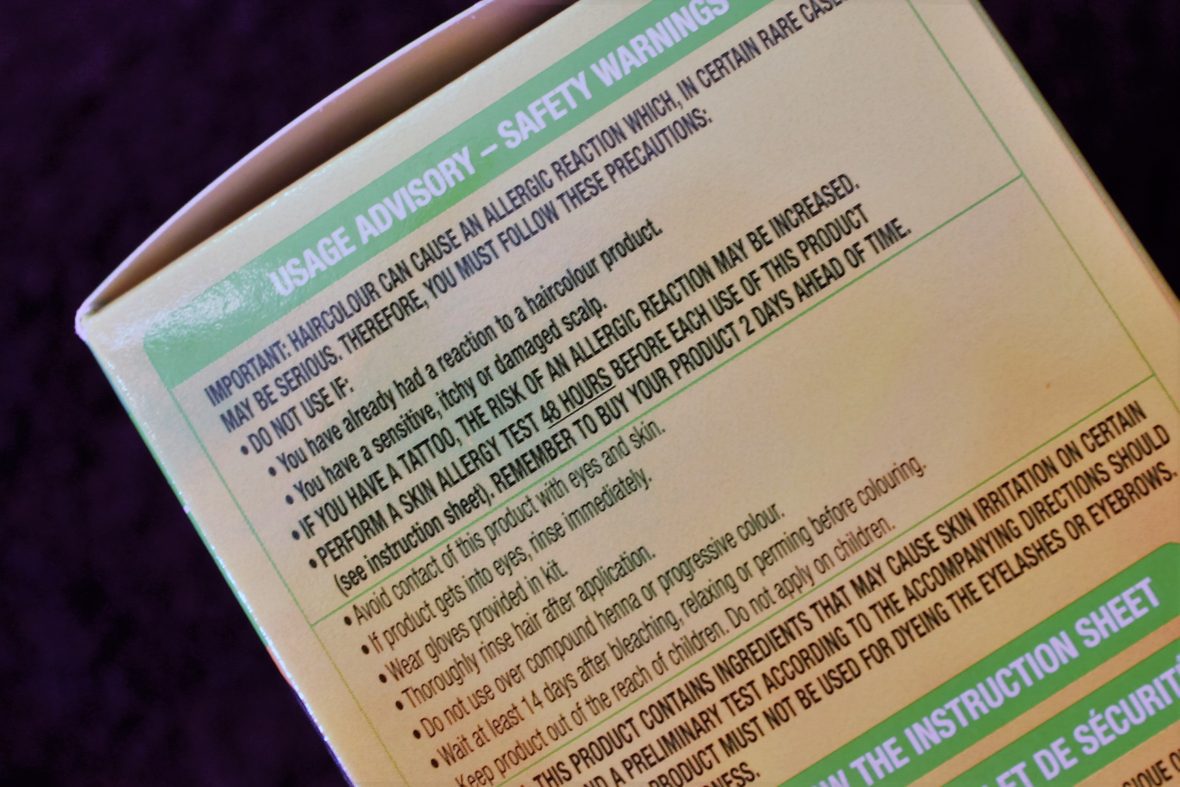 USAGE ADVISORY – SAFETY WARNINGS
IMPORTANT: HAIRCOLOUR CAN CAUSE AN ALLERGIC REACTION WHICH, IN CERTAIN RARE
MAY BE SERIOUS. THEREFORE, YOU MUST FOLLOW THESE PRECAUTIONS:
• DO NOT USE IF:
• You have already had a reaction to a haircolour product.
• You have a sensitive, itchy or damaged scalp.
• IF YOU HAVE A TATTOO, THE RISK OF AN ALLERGIC REACTION MAY BE INCREASED.
• PERFORM A SKIN ALLERGY TEST 48 HOURS BEFORE EACH USE OF THIS PRODUCT
(see instruction sheet). REMEMBER TO BUY YOUR PRODUCT 2 DAYS AHEAD OF TIME.
• Avoid contact of this product with eyes and skin.
• If product gets into eyes, rinse immediately.
• Wear gloves provided in kit.
• Thoroughly rinse hair after application.
• Do not use over compound henna or progressive colour.
• Wait at least 14 days after bleaching, relaxing or perming before colouring.
Keep product out of the reach of children. Do not apply on children.
THIS PRODUCT CONTAINS INGREDIENTS THAT MAY CAUSE SKIN IRRITATION ON CERTAIN
A PRELIMINARY TEST ACCORDING TO THE ACCOMPANYING DIRECTIONS SHOULD
PRODUCT MUST NOT BE USED FOR DYEING THE EYELASHES OR EYEBROWS.
THE INSTRUCTION SHEET
ET DE